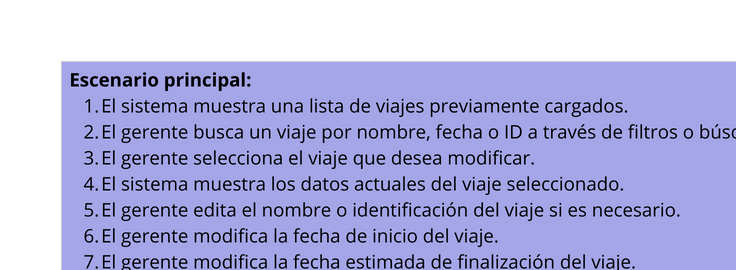 Escenario principal:
1. El sistema muestra una lista de viajes previamente cargados.
2. El gerente busca un viaje por nombre, fecha o ID a través de filtros o
3. El gerente selecciona el viaje que desea modificar.
4. El sistema muestra los datos actuales del viaje seleccionado.
5. El gerente edita el nombre o identificación del viaje si es necesario.
6. El gerente modifica la fecha de inicio del viaje.
7. El gerente modifica la fecha estimada de finalización del viaje.